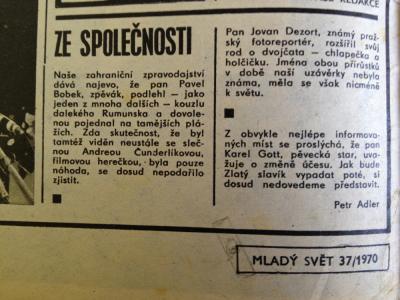 REDAKCE
ZE SPOLEČNOSTI
Naše zahraniční zpravodajství
dává najevo, že pan Pavel
Bobek, zpěvák, podlehl — jako
jeden z mnoha dalších — kouzlu
dalekého Rumunska a dovole-
nou pojednal na tamějších plá-
žích. Zda skutečnost, že byl
tamtéž viděn neustále se sleč-
nou Andreou Čunderlíkovou,
filmovou herečkou, byla pouze
náhoda, se dosud nepodařilo
zjistit.
Pan Jovan Dezort, známý praž-
ský fotoreportér, rozšířil svůj
rod o dvojčata — chlapečka a
holčičku. Jména obou přírůstků
v době naší uzávěrky nebyla
známa, měla se však nicméně
k světu.
Z obvykle nejlépe informova-
ných míst se proslýchá, že pan
Karel Gott, pěvecká star, uva-
žuje o změně účesu. Jak bude
Zlatý slavík vypadat poté, si
dosud nedovedeme představit.
Petr Adler
MLADÝ SVĚT 37/1970